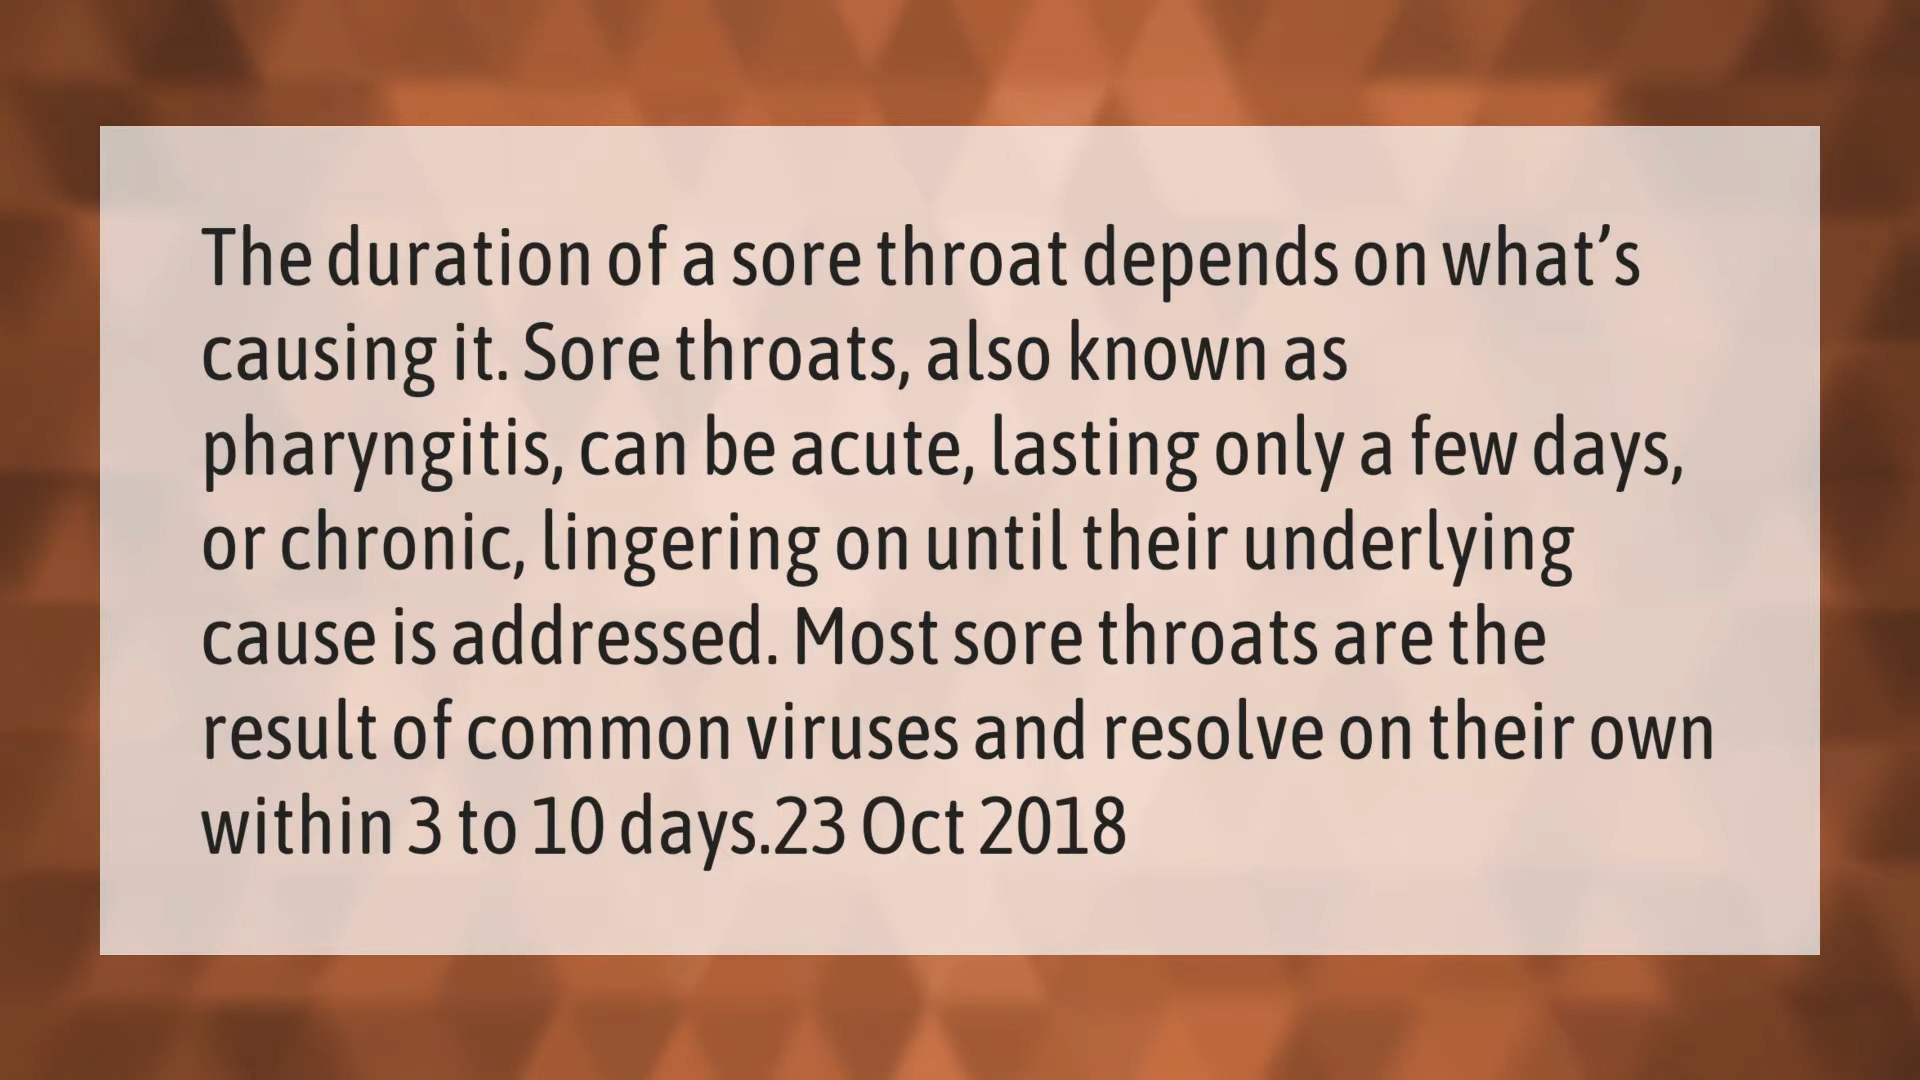 The duration of a sore throat depends on what’s
causing it. Sore throats, also known as
pharyngitis, can be acute, lasting only a few days,
or chronic, lingering on until their underlying
cause is addressed. Most sore throats are the
result of common viruses and resolve on their own
within 3 to 10 days.23 Oct 2018